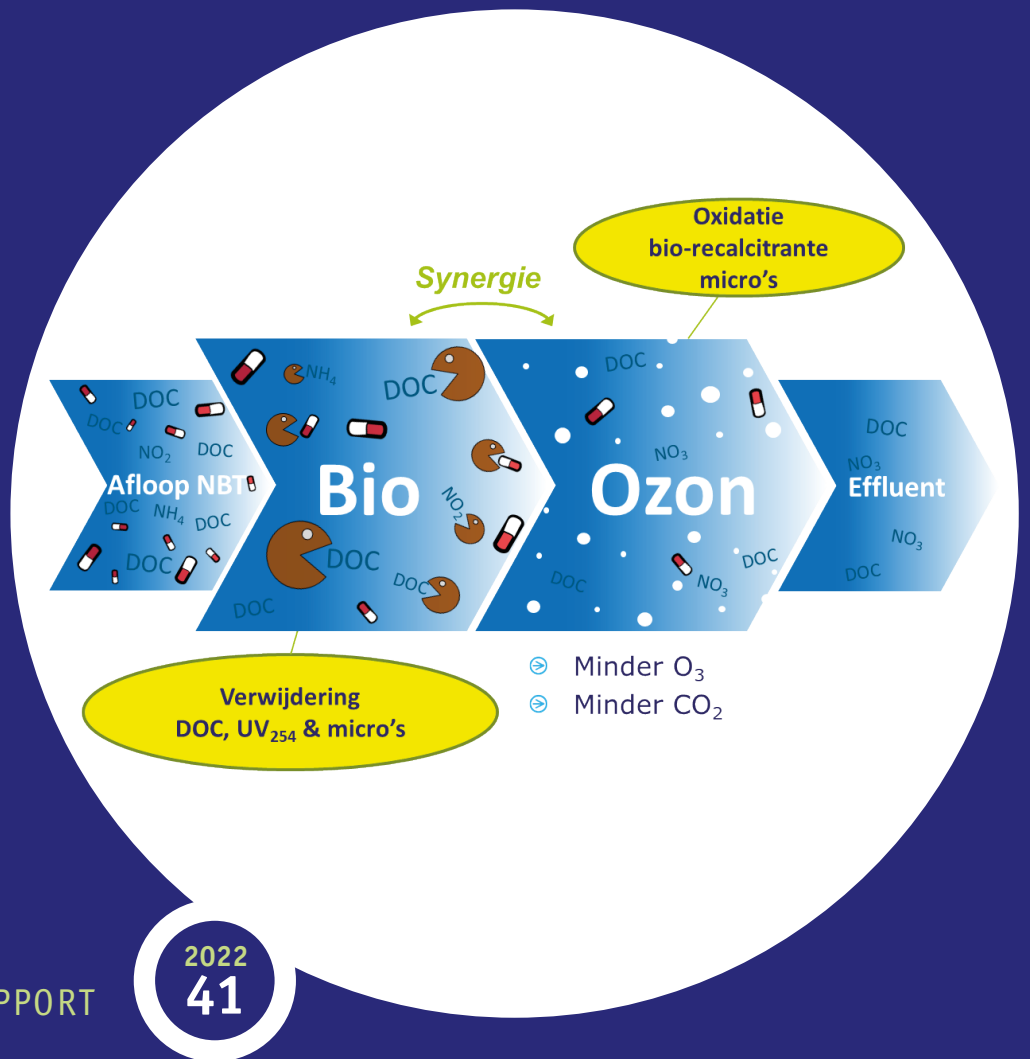 Oxidatie
bio-recalcitrante
micro's
Synergie
DOC
DOC
NO₂
DOC
Afloop NBT
DOC
NH₄
DOC
DOC
NH₄
DOC
Bio
NO₂
DOC
DOC
DOC
DOC
NO₃
Ozon
DOC
NO₃
DOC
DOC
NO₃
Effluent
NO₃
DOC
Verwijdering
DOC, UV₂₅₄ & micro's
Minder O₃
Minder CO₂
2022
41
PPORT